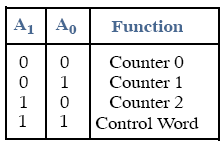 A₁ A₀ Function
0 0 Counter 0
0 1 Counter 1
1 0 Counter 2
1 1 Control Word